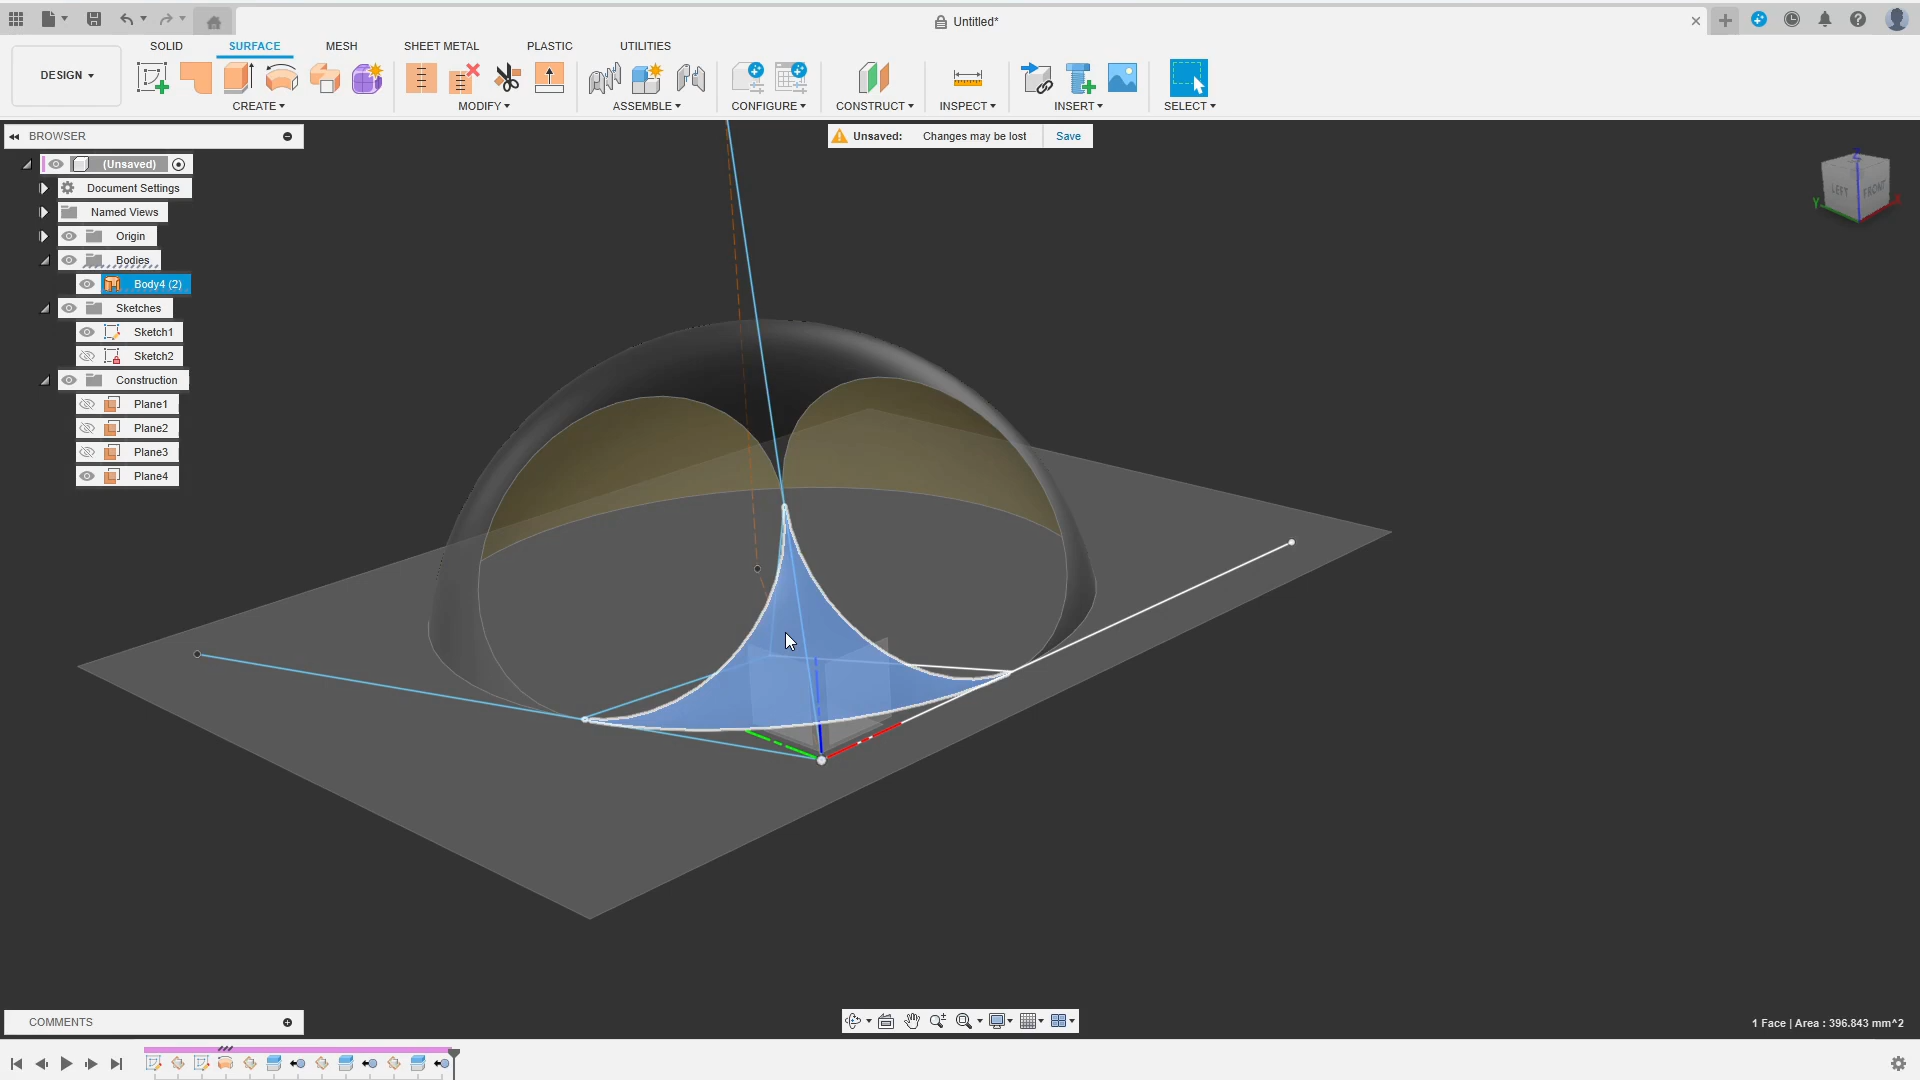 Untitled*
SOLID SURFACE MESH SHEET METAL PLASTIC UTILITIES
DESIGN
CREATE MODIFY ASSEMBLE CONFIGURE CONSTRUCT INSPECT INSERT SELECT
BROWSER
Unsaved: Changes may be lost Save
(Unsaved)
Document Settings
Named Views
Origin
Bodies
Body4 (2)
Sketches
Sketch1
Sketch2
Construction
Plane1
Plane2
Plane3
Plane4
Z
LEFT FRONT
Y X
COMMENTS
1 Face | Area : 396.843 mm^2